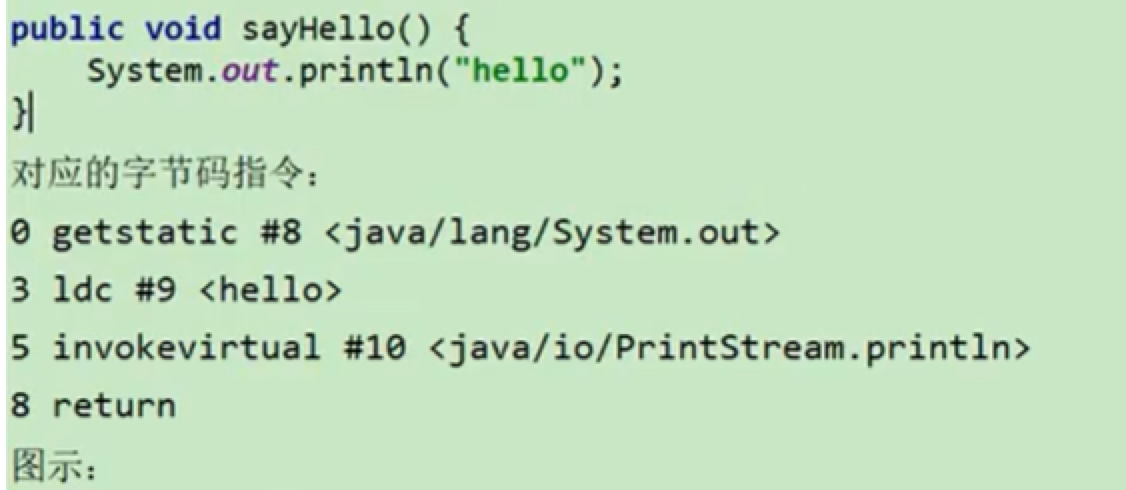 public void sayHello() {
    System.out.println("hello");
}
对应的字节码指令：
0 getstatic #8 <java/lang/System.out>
3 ldc #9 <hello>
5 invokevirtual #10 <java/io/PrintStream.println>
8 return
图示：